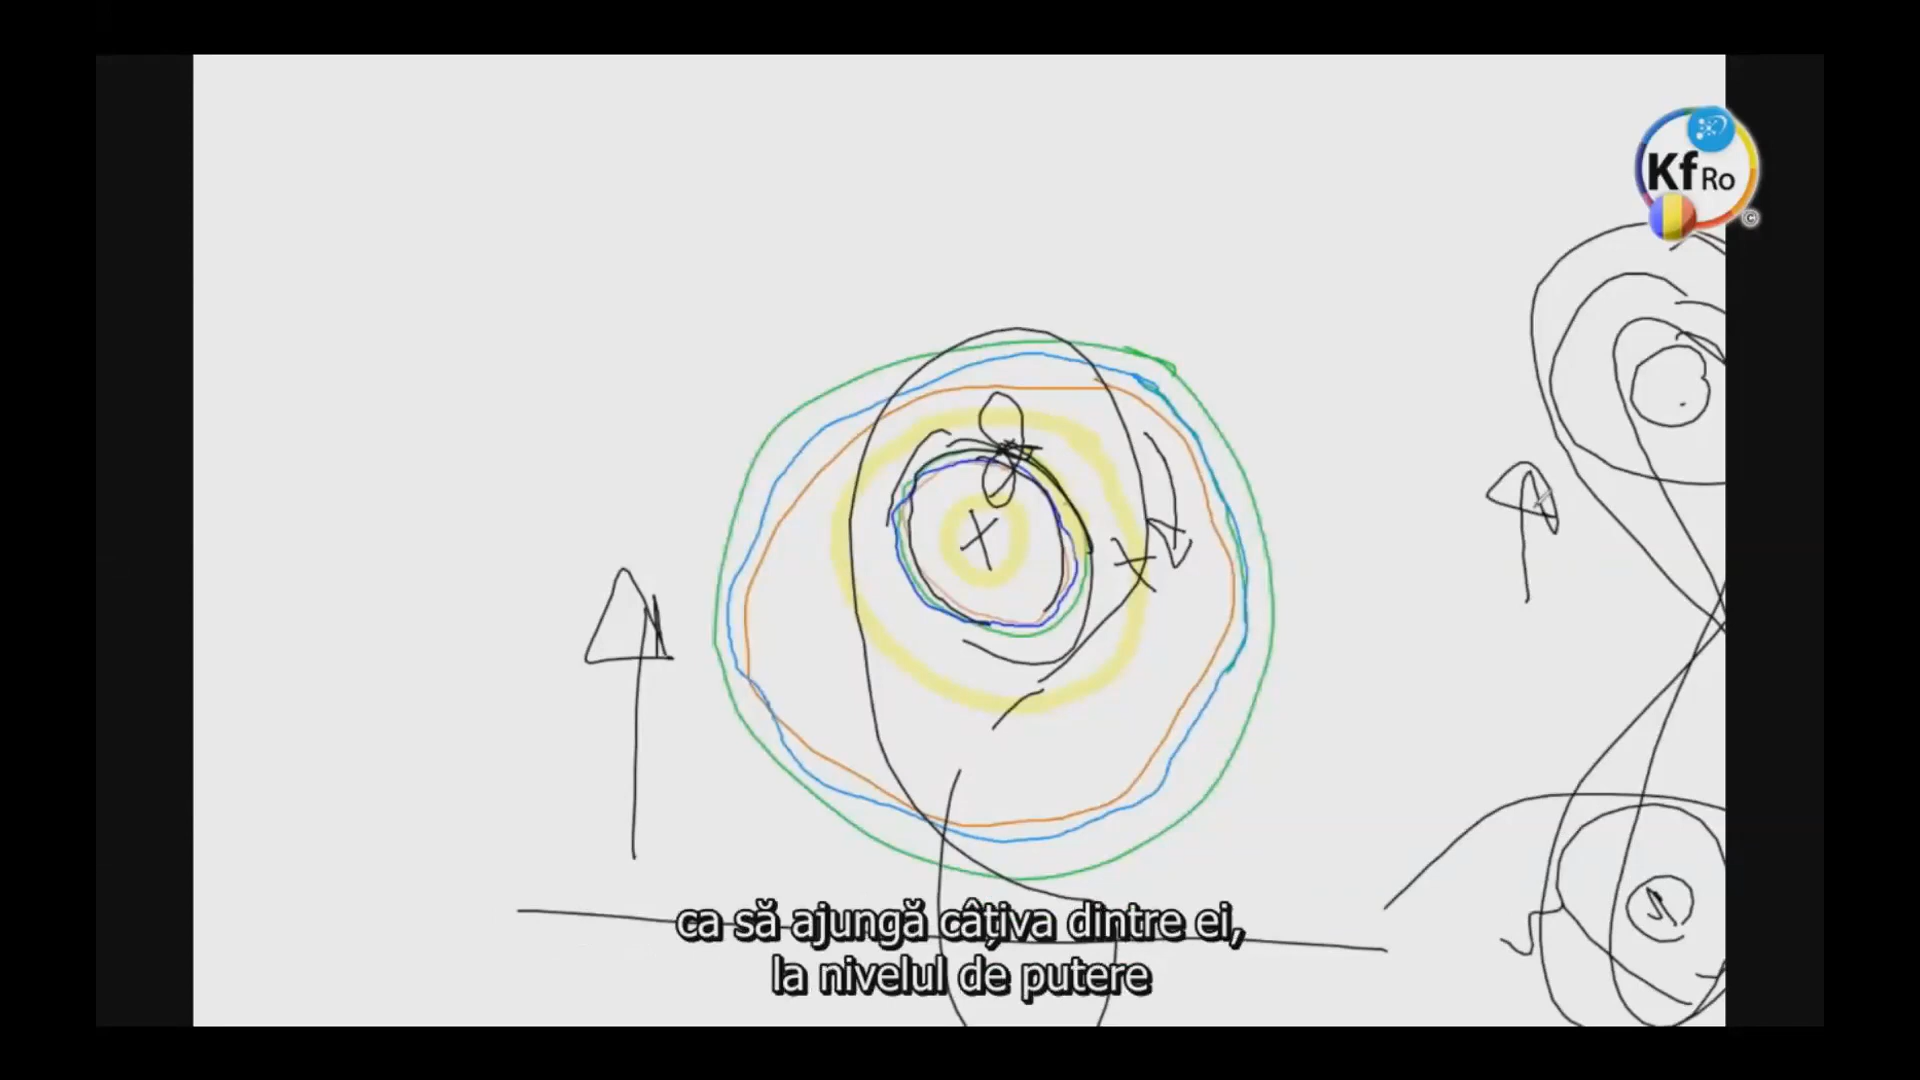 Kf Ro
©
ca să ajungă câțiva dintre ei,
la nivelul de putere